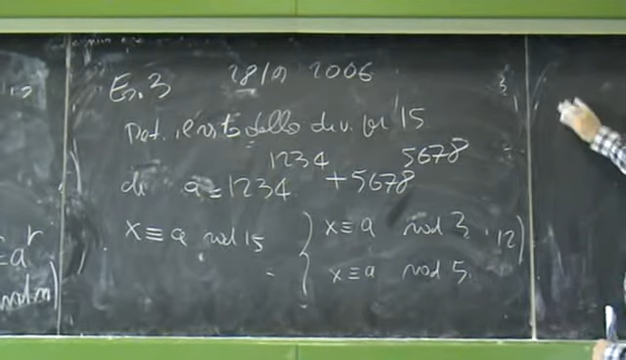 Es. 3 28/01 2006
Det. il resto della div. per 15
di a = 1234^1234 + 5678^5678
x ≡ a mod 15 { x ≡ a mod 3
x ≡ a mod 5